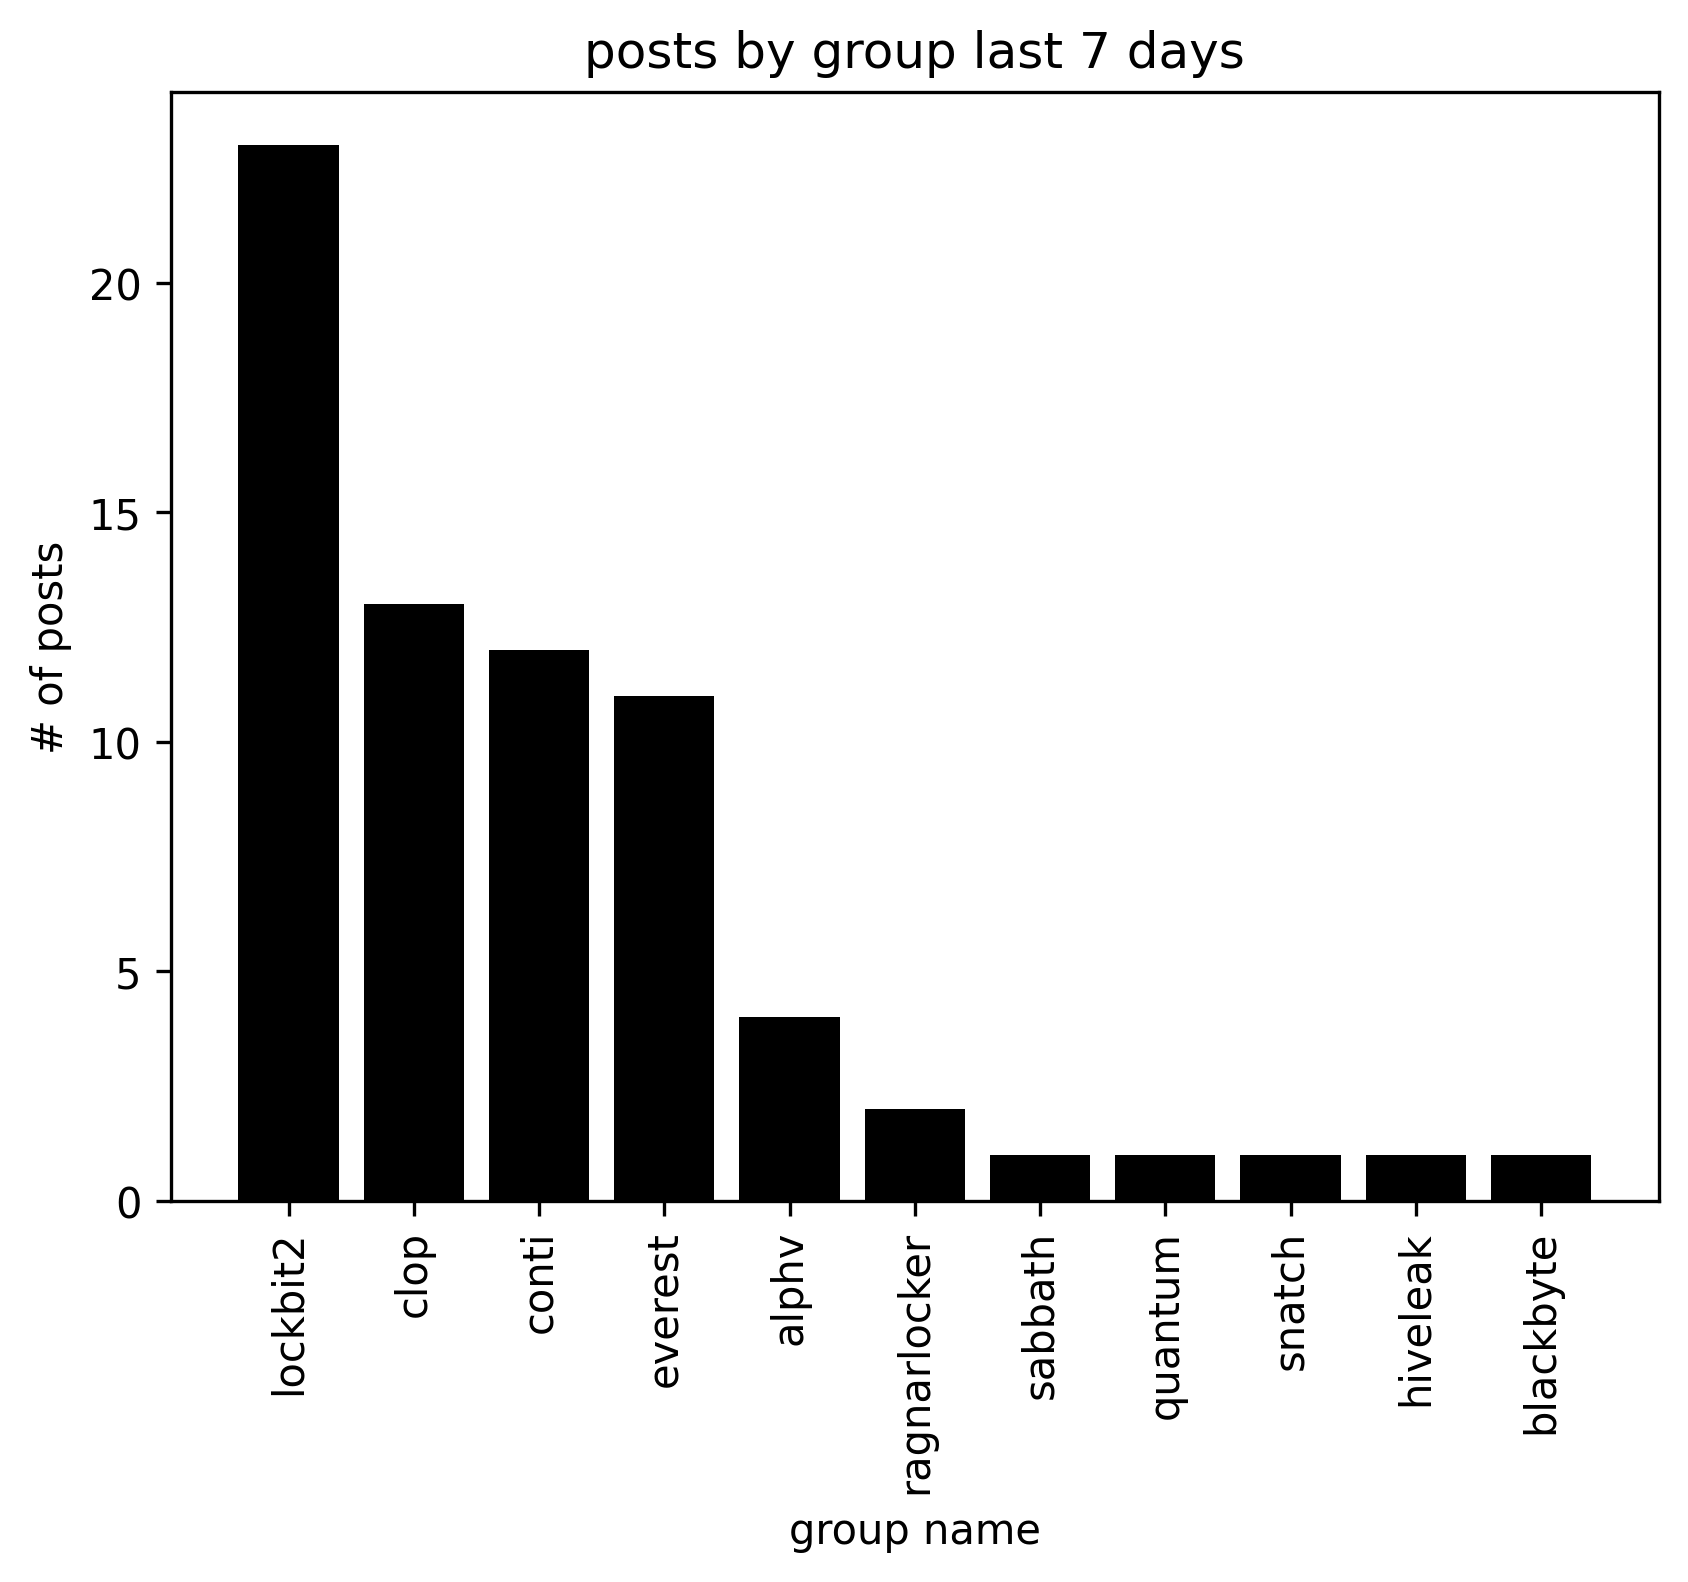 posts by group last 7 days
# of posts
20
15
10
5
0
lockbit2
clop
conti
everest
alphv
ragnarlocker
sabbath
quantum
snatch
hiveleak
blackbyte
group name